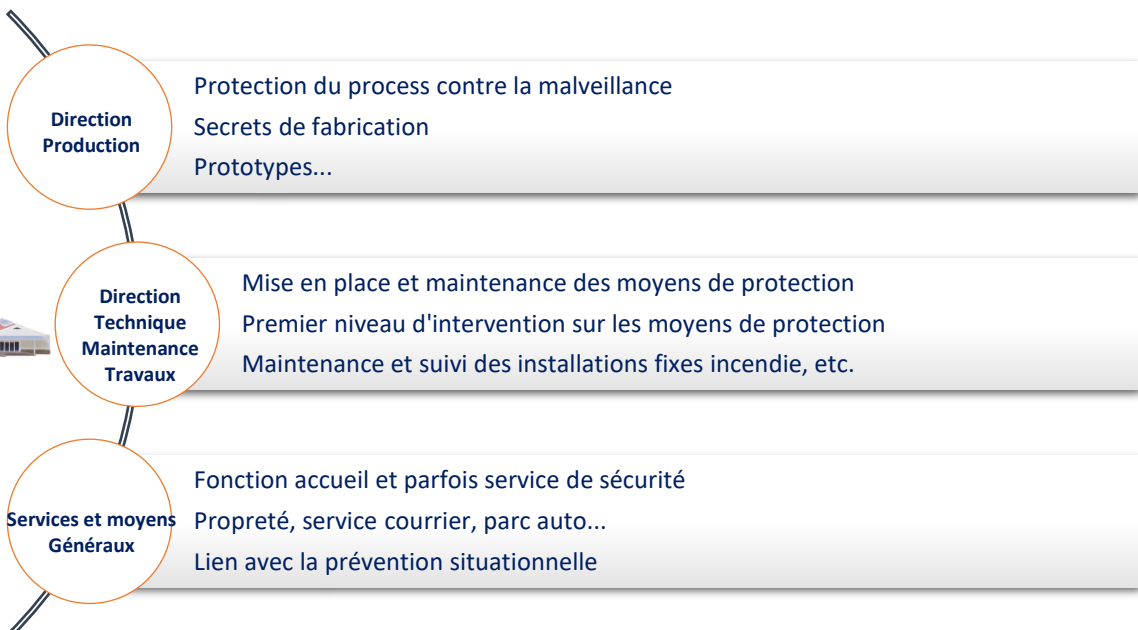 Direction
Production
Protection du process contre la malveillance
Secrets de fabrication
Prototypes...
Direction
Technique
Maintenance
Travaux
Mise en place et maintenance des moyens de protection
Premier niveau d'intervention sur les moyens de protection
Maintenance et suivi des installations fixes incendie, etc.
Services et moyens
Généraux
Fonction accueil et parfois service de sécurité
Propreté, service courrier, parc auto...
Lien avec la prévention situationnelle